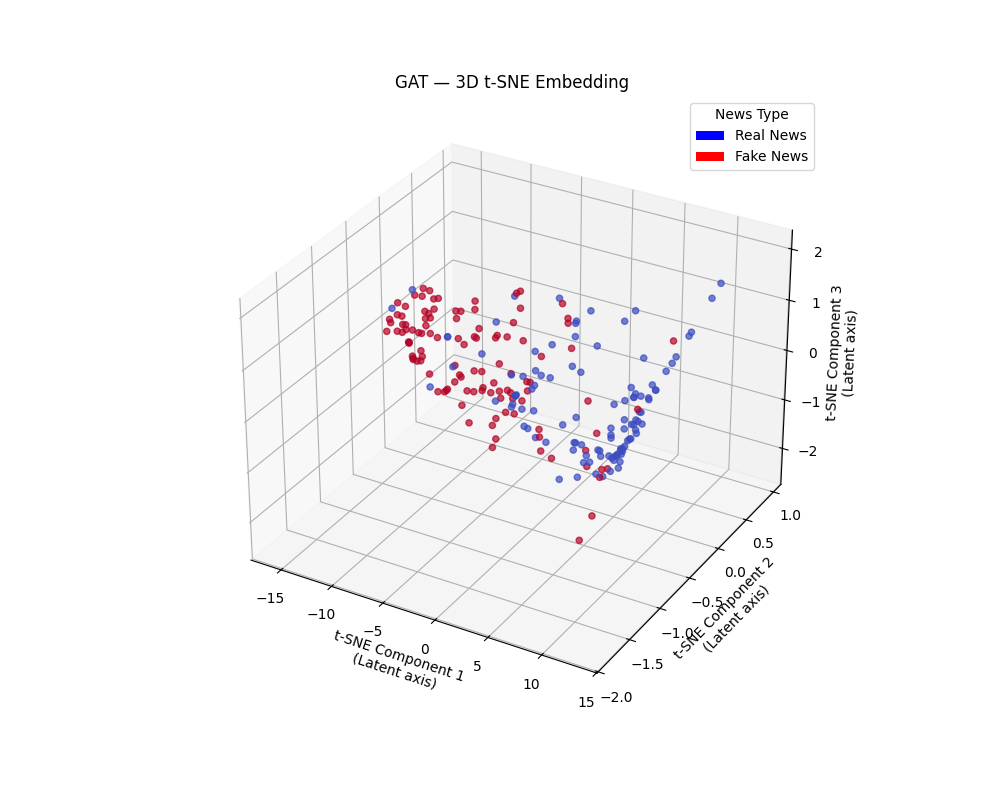 GAT — 3D t-SNE Embedding
News Type
Real News
Fake News
2
1
0
−1
−2
t-SNE Component 3
(Latent axis)
1.0
0.5
0.0
−0.5
−1.0
−1.5
−2.0
t-SNE Component 2
(Latent axis)
−15
−10
−5
0
5
10
15
t-SNE Component 1
(Latent axis)